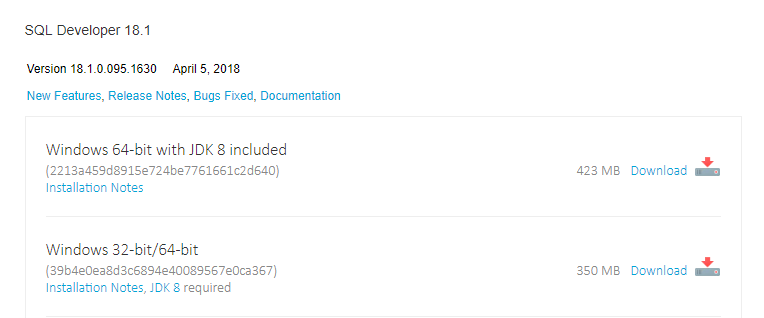 SQL Developer 18.1
Version 18.1.0.095.1630 April 5, 2018
New Features, Release Notes, Bugs Fixed, Documentation
Windows 64-bit with JDK 8 included
(2213a459d8915e724be7761661c2d640) 423 MB Download
Installation Notes
Windows 32-bit/64-bit
(39b4e0ea8d3c6894e40089567e0ca367) 350 MB Download
Installation Notes, JDK 8 required